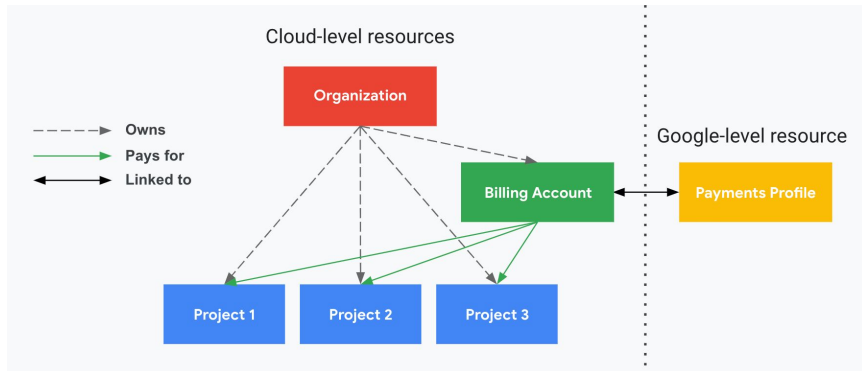 Cloud-level resources
Organization
Owns
Pays for
Linked to
Google-level resource
Billing Account
Payments Profile
Project 1
Project 2
Project 3